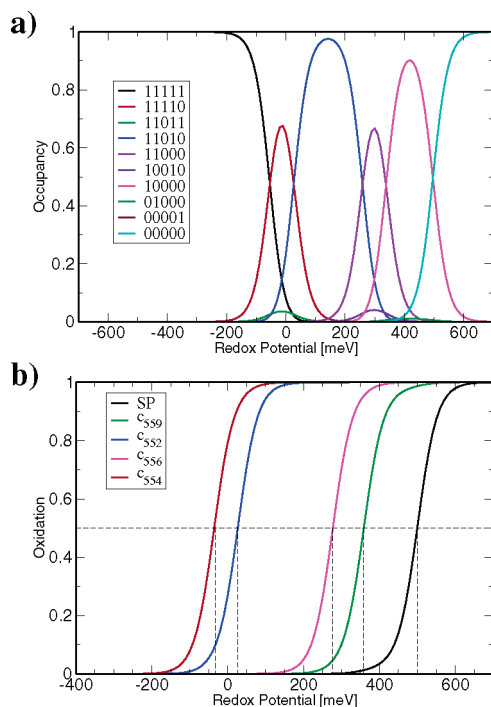 a)
1
0.8
0.6
0.4
0.2
0
Occupancy
11111
11110
11011
11010
11000
10010
10000
01000
00001
00000
-600 -400 -200 0 200 400 600
Redox Potential [meV]
b)
1
0.8
0.6
0.4
0.2
0
Oxidation
SP
c559
c552
c556
c554
-400 -200 0 200 400 600
Redox Potential [meV]